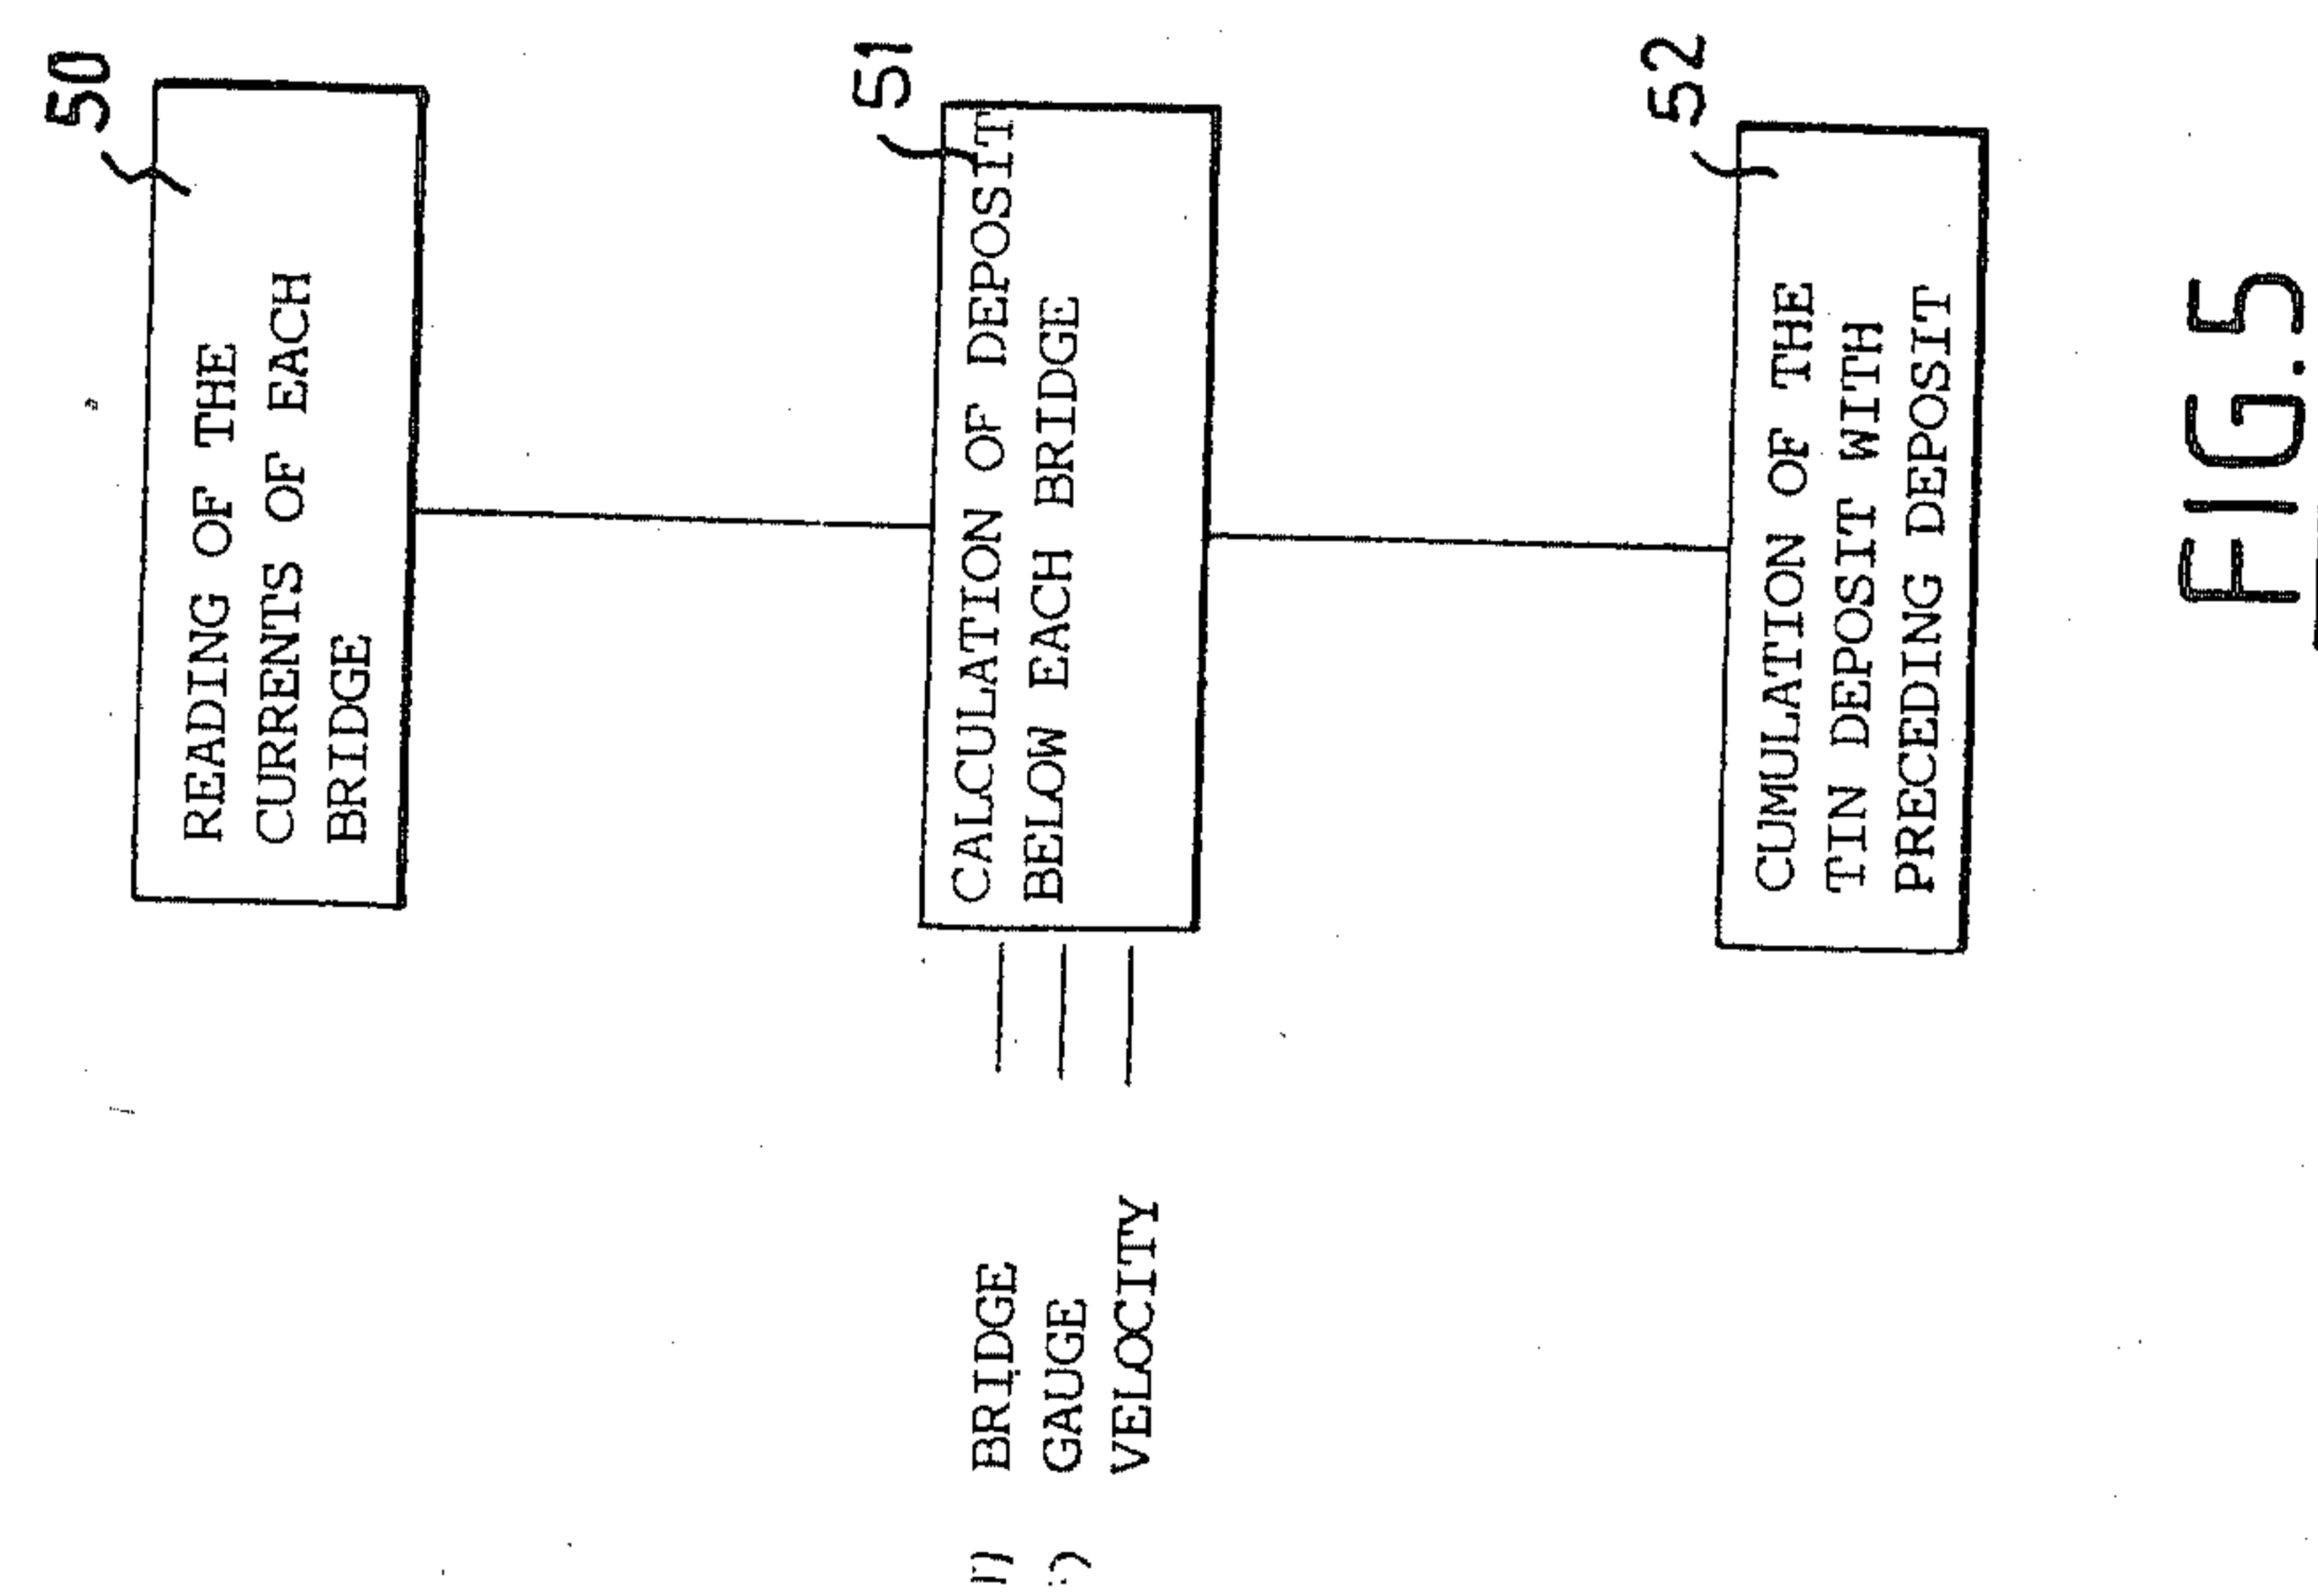 50
READING OF THE
CURRENTS OF EACH
BRIDGE
51
CALCULATION OF DEPOSIT
BELOW EACH BRIDGE
BRIDGE
GAUGE
VELOCITY
52
CUMULATION OF THE
TIN DEPOSIT WITH
PRECEDING DEPOSIT
FIG.5